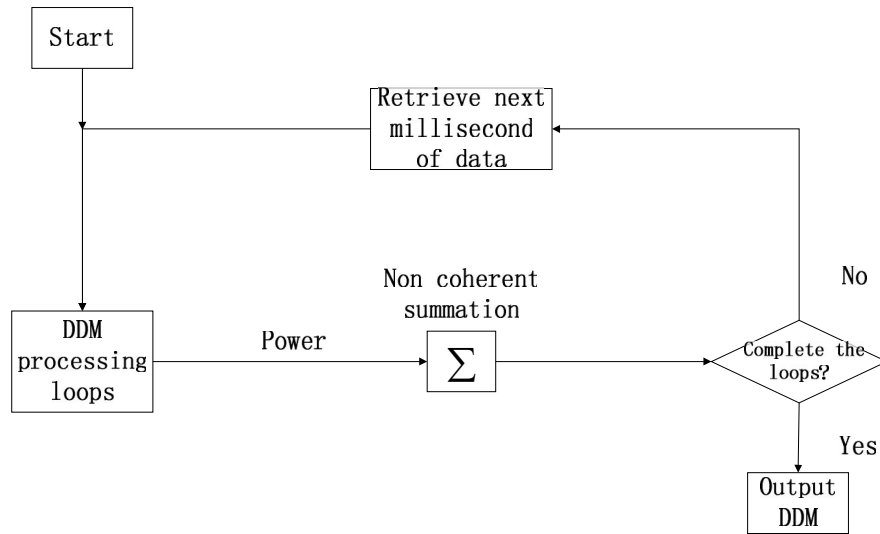 Start
Retrieve next
millisecond
of data
Non coherent
summation
No
DDM
processing
loops
Power
∑
Complete the
loops?
Yes
Output
DDM